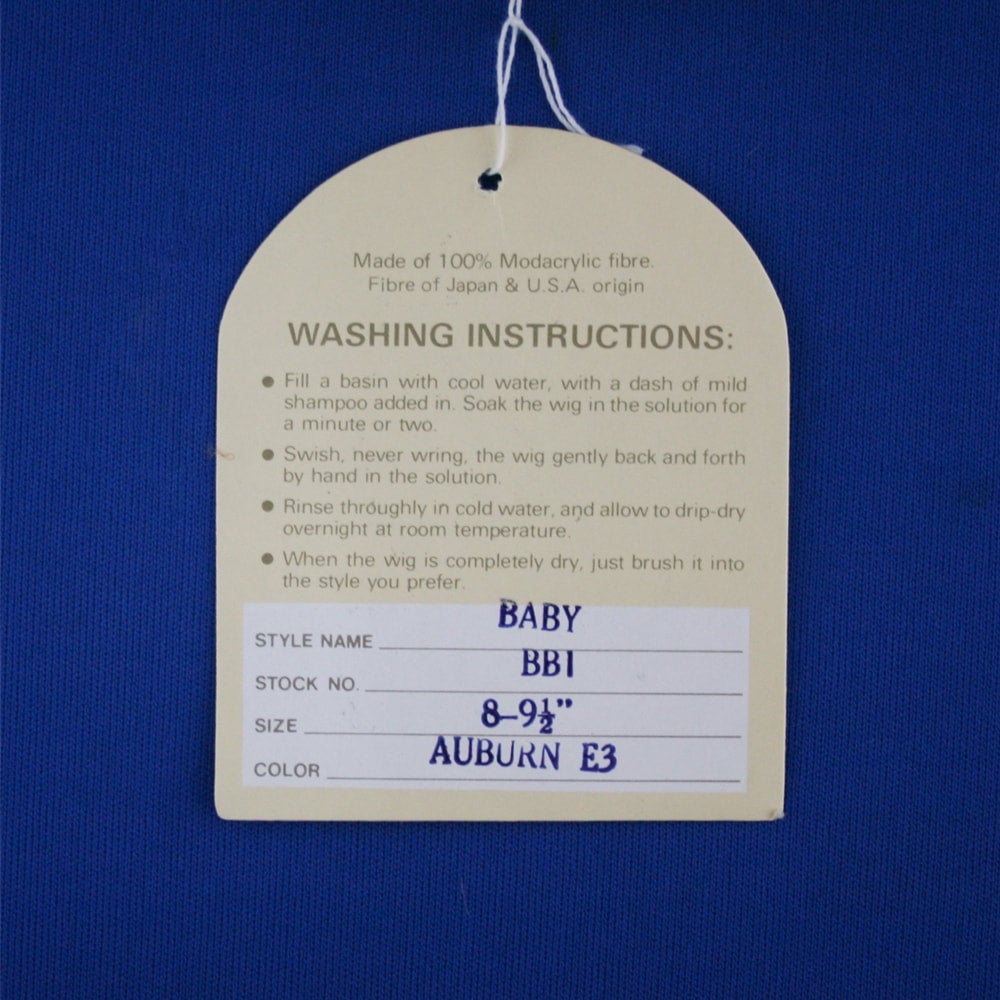 Made of 100% Modacrylic fibre.
Fibre of Japan & U.S.A. origin
WASHING INSTRUCTIONS:
● Fill a basin with cool water, with a dash of mild
shampoo added in. Soak the wig in the solution for
a minute or two.
● Swish, never wring, the wig gently back and forth
by hand in the solution.
● Rinse throughly in cold water, and allow to drip-dry
overnight at room temperature.
● When the wig is completely dry, just brush it into
the style you prefer.
STYLE NAME BABY
STOCK NO. BB1
SIZE 8-9½"
COLOR AUBURN E3